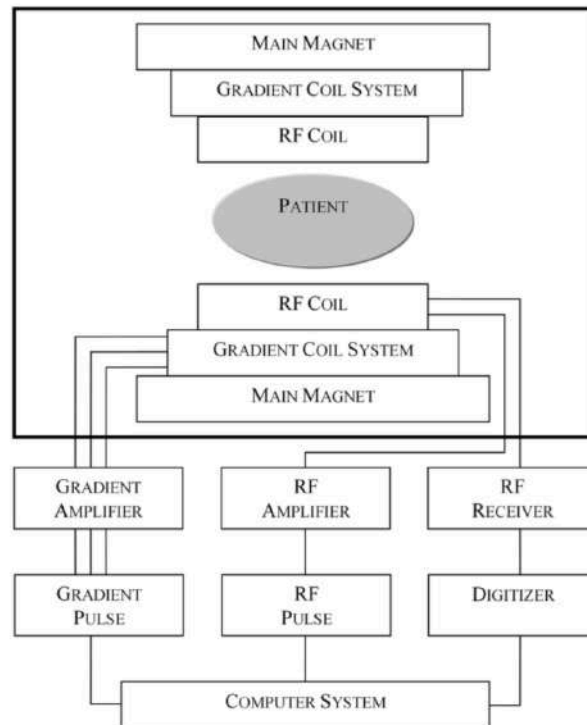 MAIN MAGNET
GRADIENT COIL SYSTEM
RF COIL
PATIENT
RF COIL
GRADIENT COIL SYSTEM
MAIN MAGNET
GRADIENT
AMPLIFIER
RF
AMPLIFIER
RF
RECEIVER
GRADIENT
PULSE
RF
PULSE
DIGITIZER
COMPUTER SYSTEM